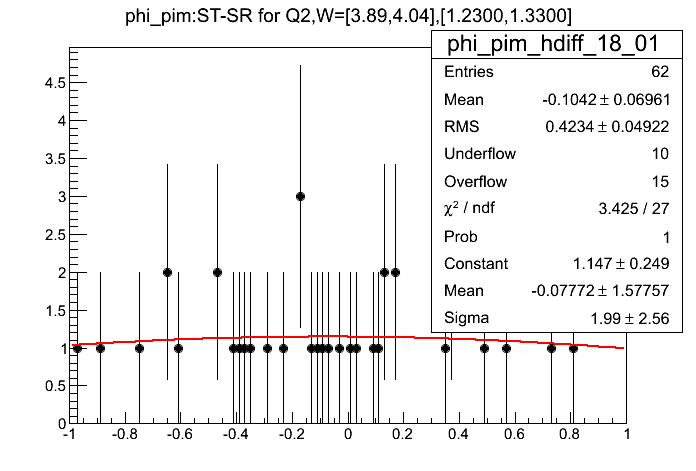 phi_pim:ST-SR for Q2,W=[3.89,4.04],[1.2300,1.3300]
phi_pim_hdiff_18_01
Entries 62
Mean -0.1042 ± 0.06961
RMS 0.4234 ± 0.04922
Underflow 10
Overflow 15
χ² / ndf 3.425 / 27
Prob 1
Constant 1.147 ± 0.249
Mean -0.07772 ± 1.57757
Sigma 1.99 ± 2.56
4.5
4
3.5
3
2.5
2
1.5
1
0.5
0
-1 -0.8 -0.6 -0.4 -0.2 0 0.2 0.4 0.6 0.8 1